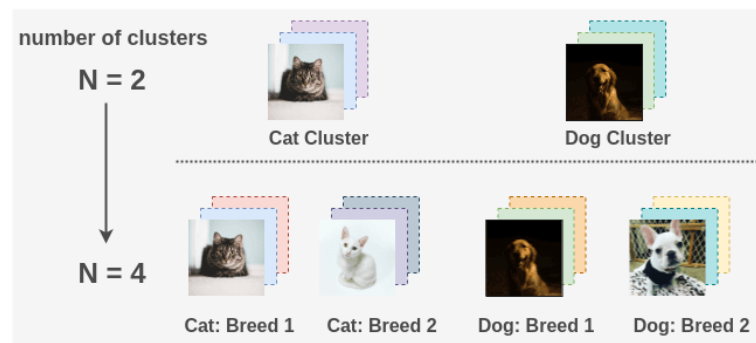 number of clusters
N = 2
Cat Cluster
Dog Cluster
N = 4
Cat: Breed 1
Cat: Breed 2
Dog: Breed 1
Dog: Breed 2